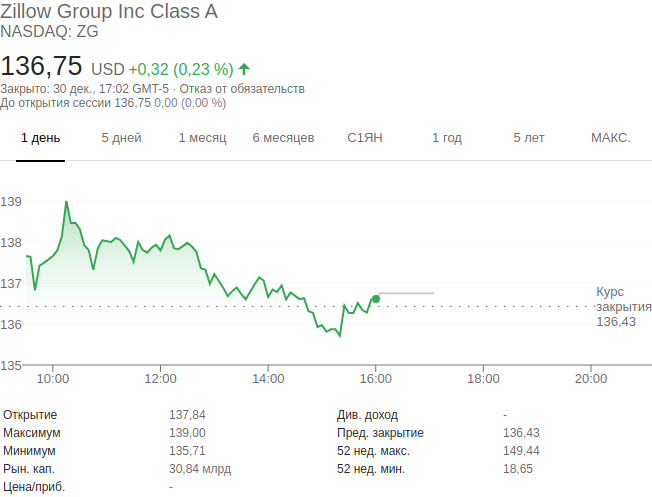 Zillow Group Inc Class A
NASDAQ: ZG
136,75 USD +0,32 (0,23 %)
Закрыто: 30 дек., 17:02 GMT-5 · Отказ от обязательств
До открытия сессии 136,75 0,00 (0,00 %)
1 день 5 дней 1 месяц 6 месяцев С1ЯН 1 год 5 лет МАКС.
139
138
137
136
135
Курс
закрытия
136,43
10:00 12:00 14:00 16:00 18:00 20:00
Открытие 137,84 Див. доход -
Максимум 139,00 Пред. закрытие 136,43
Минимум 135,71 52 нед. макс. 149,44
Рын. кап. 30,84 млрд 52 нед. мин. 18,65
Цена/приб. -